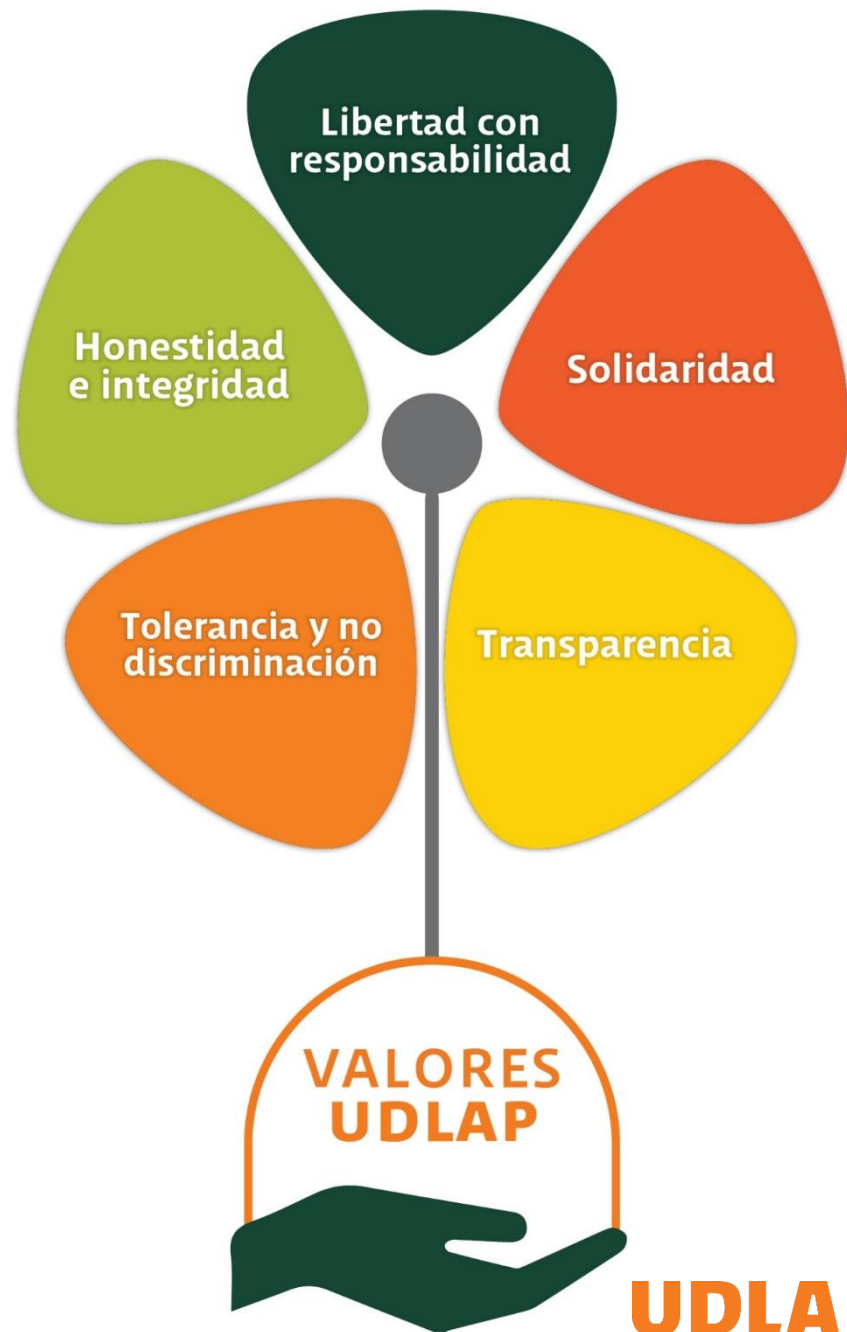 Libertad con
responsabilidad
Honestidad
e integridad
Solidaridad
Tolerancia y no
discriminación
Transparencia
VALORES
UDLAP
UDLA